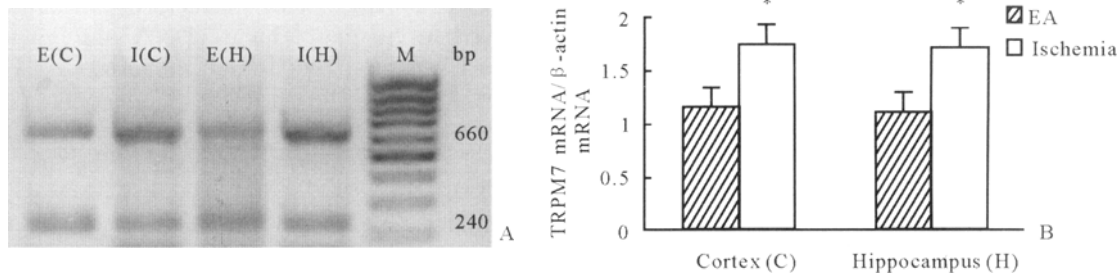 E(C) I(C) E(H) I(H) M bp
660
240
A
TRPM7 mRNA/β-actin
mRNA
2
1.5
1
0.5
0
* *
EA
Ischemia
Cortex (C) Hippocampus (H)
B